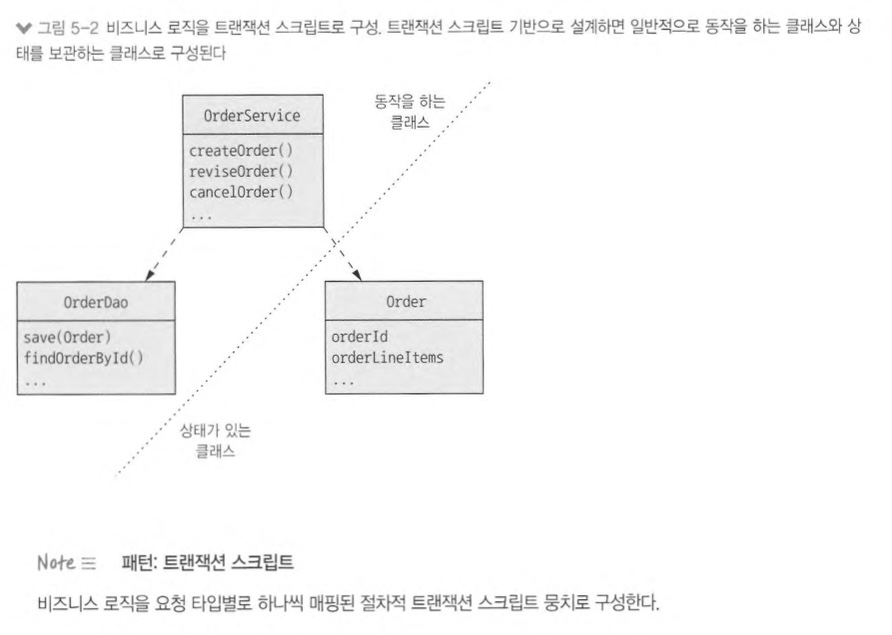 그림 5-2 비즈니스 로직을 트랜잭션 스크립트로 구성. 트랜잭션 스크립트 기반으로 설계하면 일반적으로 동작을 하는 클래스와 상
태를 보관하는 클래스로 구성된다
동작을 하는
클래스
OrderService
createOrder()
reviseOrder()
cancelOrder()
...
OrderDao
save(Order)
findOrderById()
...
Order
orderId
orderLineItems
...
상태가 있는
클래스
Note 패턴: 트랜잭션 스크립트
비즈니스 로직을 요청 타입별로 하나씩 매핑된 절차적 트랜잭션 스크립트 뭉치로 구성한다.